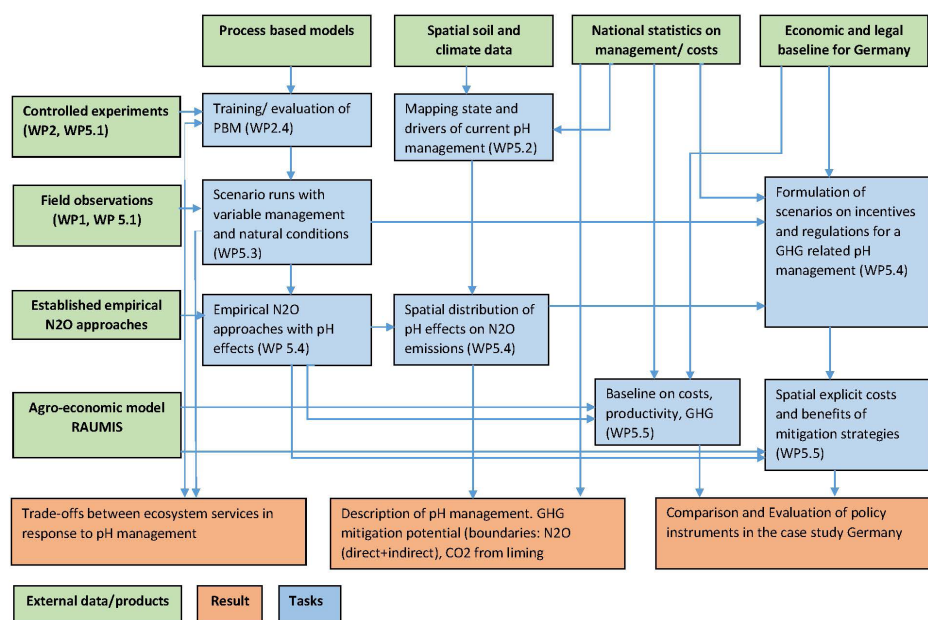 Process based models
Spatial soil and
climate data
National statistics on
management/ costs
Economic and legal
baseline for Germany
Controlled experiments
(WP2, WP5.1)
Training/ evaluation of
PBM (WP2.4)
Mapping state and
drivers of current pH
management (WP5.2)
Field observations
(WP1, WP 5.1)
Scenario runs with
variable management
and natural conditions
(WP5.3)
Formulation of
scenarios on incentives
and regulations for a
GHG related pH
management (WP5.4)
Established empirical
N2O approaches
Empirical N2O
approaches with pH
effects (WP 5.4)
Spatial distribution of
pH effects on N2O
emissions (WP5.4)
Agro-economic model
RAUMIS
Baseline on costs,
productivity, GHG
(WP5.5)
Spatial explicit costs
and benefits of
mitigation strategies
(WP5.5)
Trade-offs between ecosystem services in
response to pH management
Description of pH management. GHG
mitigation potential (boundaries: N2O
(direct+indirect), CO2 from liming
Comparison and Evaluation of policy
instruments in the case study Germany
External data/products
Result
Tasks